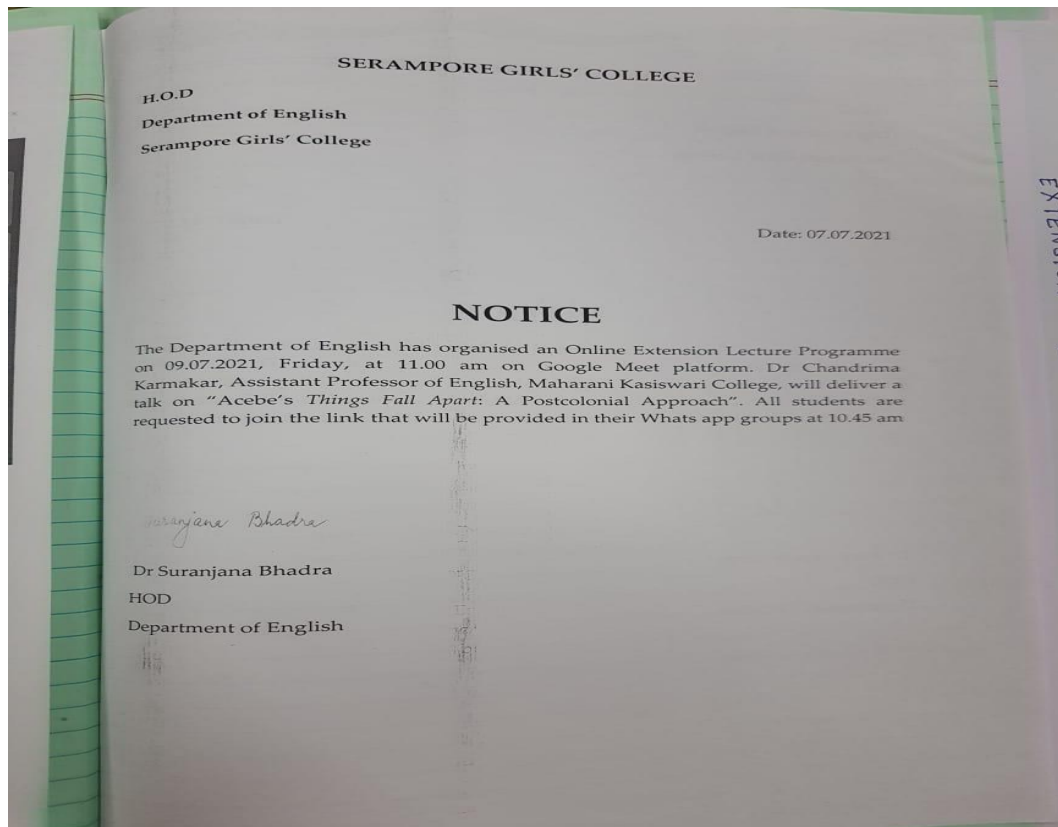 SERAMPORE GIRLS' COLLEGE
H.O.D
Department of English
Serampore Girls' College
Date: 07.07.2021
NOTICE
The Department of English has organised an Online Extension Lecture Programme
on 09.07.2021, Friday, at 11.00 am on Google Meet platform. Dr Chandrima
Karmakar, Assistant Professor of English, Maharani Kasiswari College, will deliver a
talk on "Acebe's Things Fall Apart: A Postcolonial Approach". All students are
requested to join the link that will be provided in their Whats app groups at 10.45 am
Bhadra
Dr Suranjana Bhadra
HOD
Department of English